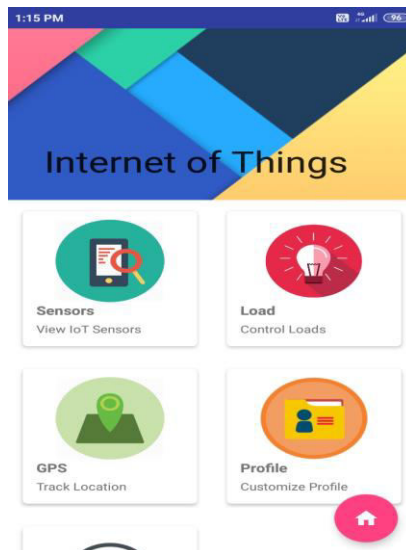 1:15 PM
96
Internet of Things
Sensors
View IoT Sensors
Load
Control Loads
GPS
Track Location
Profile
Customize Profile